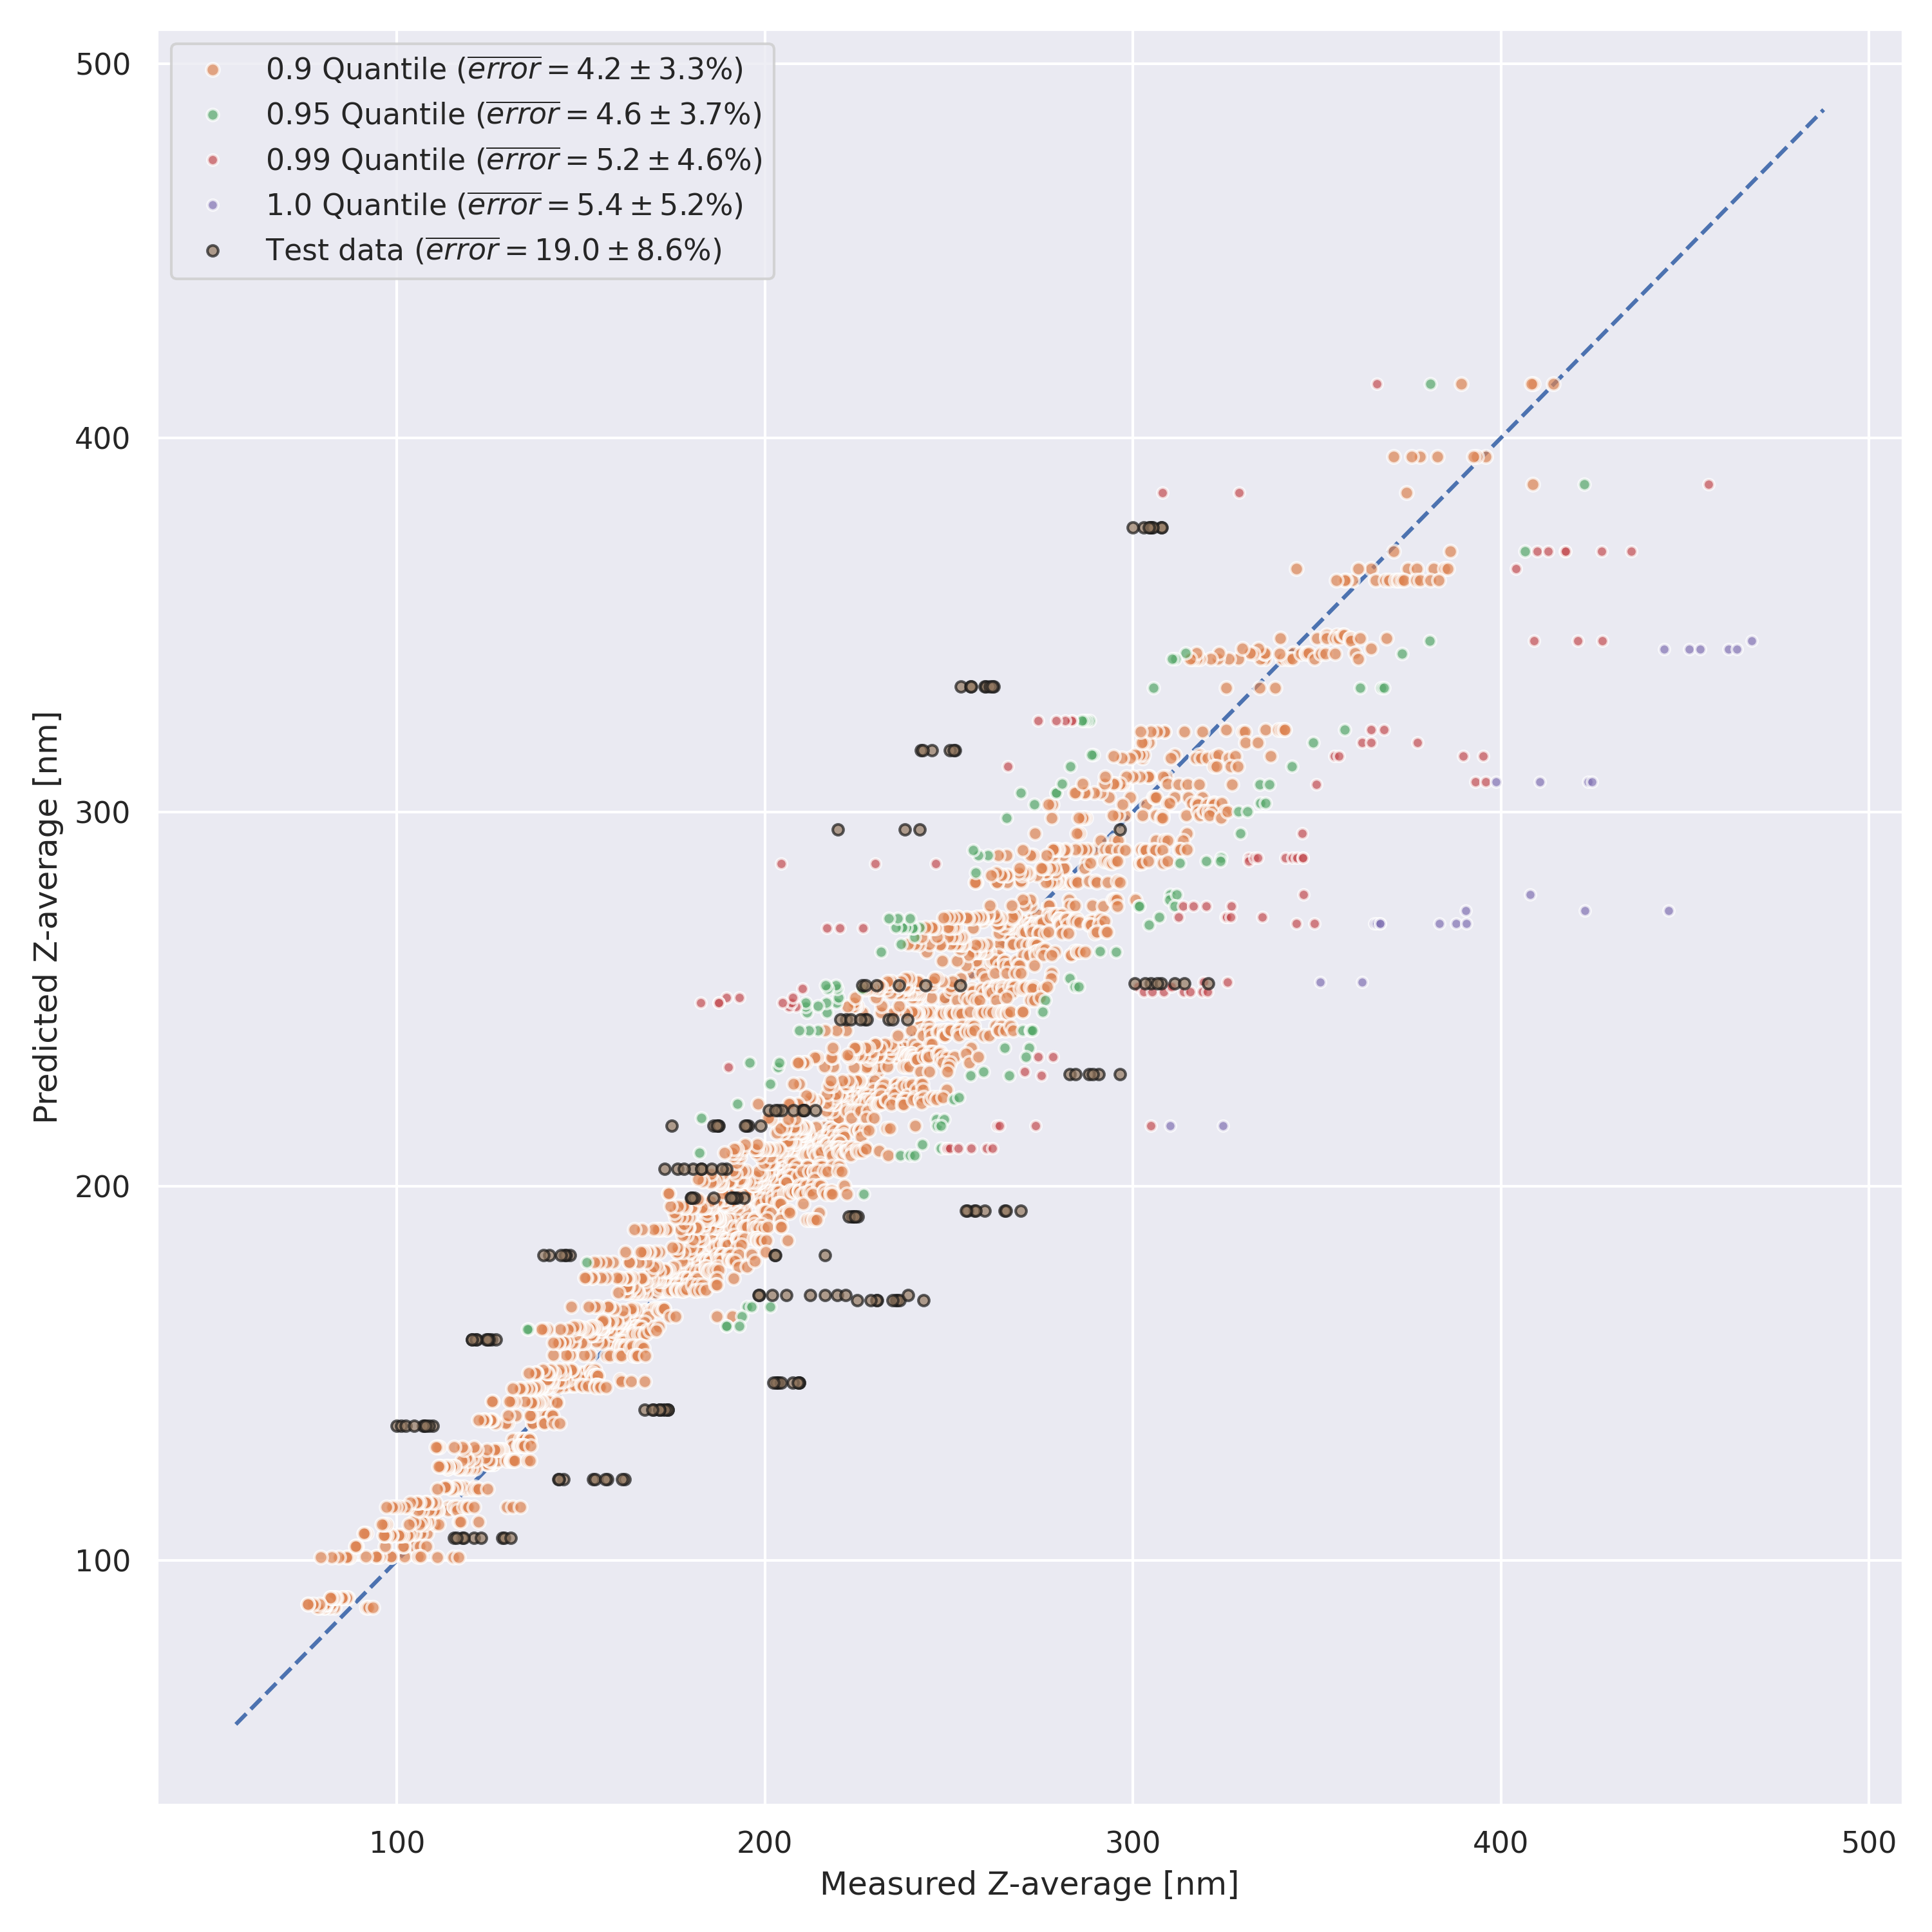 0.9 Quantile (error = 4.2 ± 3.3%)
0.95 Quantile (error = 4.6 ± 3.7%)
0.99 Quantile (error = 5.2 ± 4.6%)
1.0 Quantile (error = 5.4 ± 5.2%)
Test data (error = 19.0 ± 8.6%)
500
400
300
200
100
Predicted Z-average [nm]
100 200 300 400 500
Measured Z-average [nm]